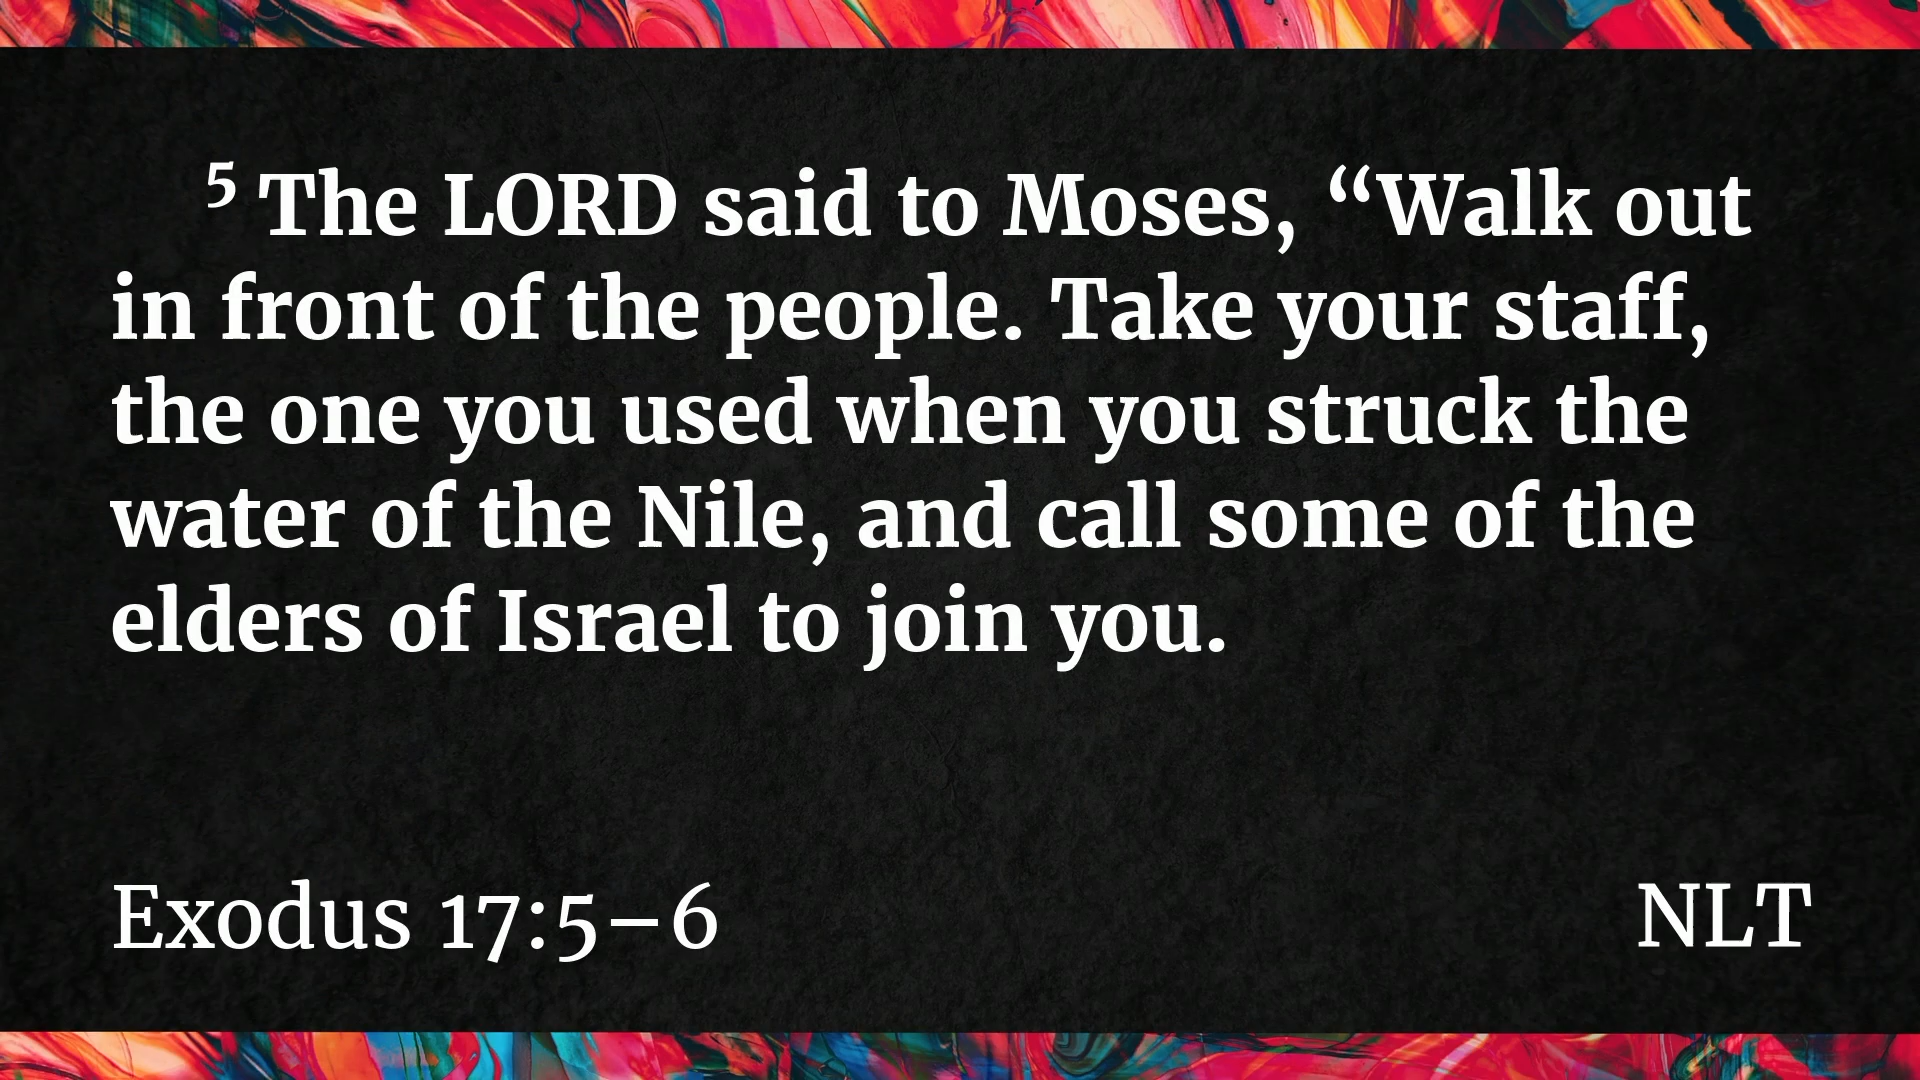 5 The LORD said to Moses, “Walk out
in front of the people. Take your staff,
the one you used when you struck the
water of the Nile, and call some of the
elders of Israel to join you.
Exodus 17:5–6 NLT